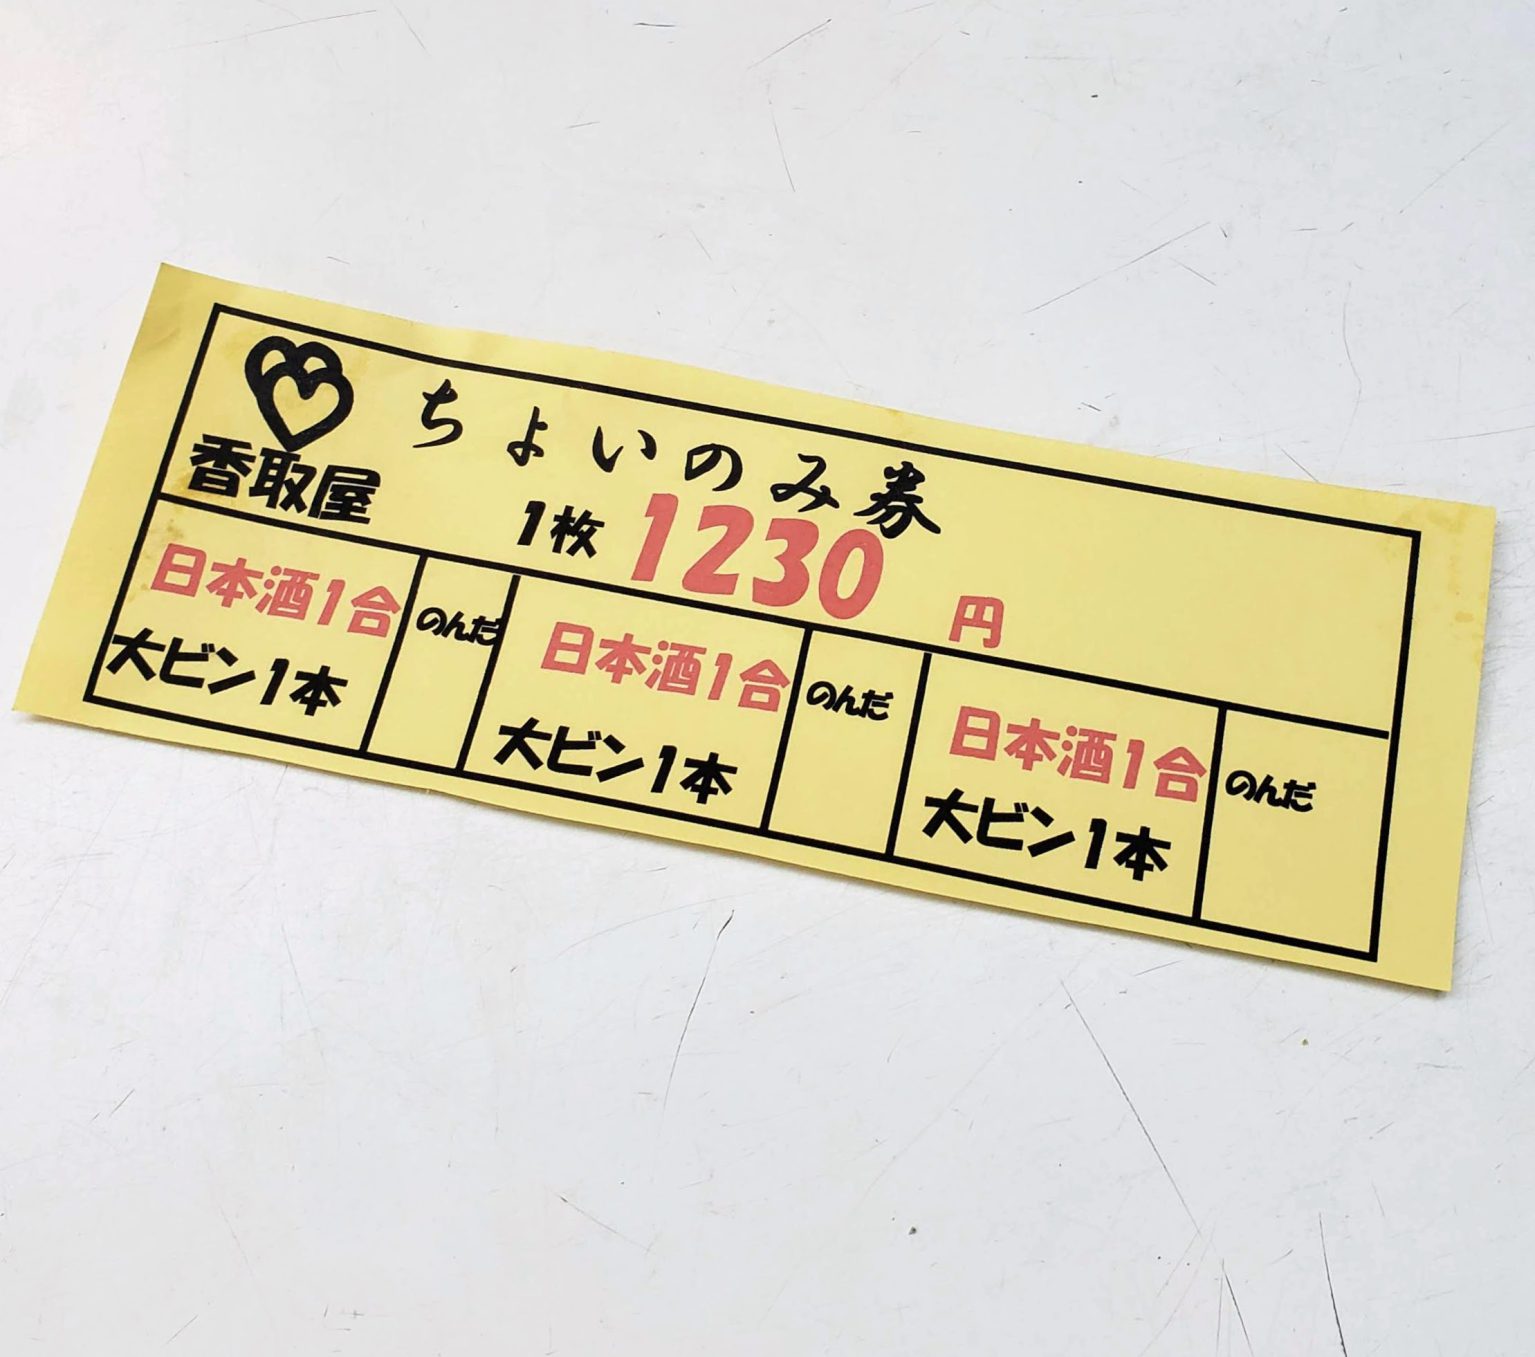 ちょいのみ券
香取屋
1枚 1230 円
日本酒1合
大ビン1本
のんだ
日本酒1合
大ビン1本
のんだ
日本酒1合
大ビン1本
のんだ